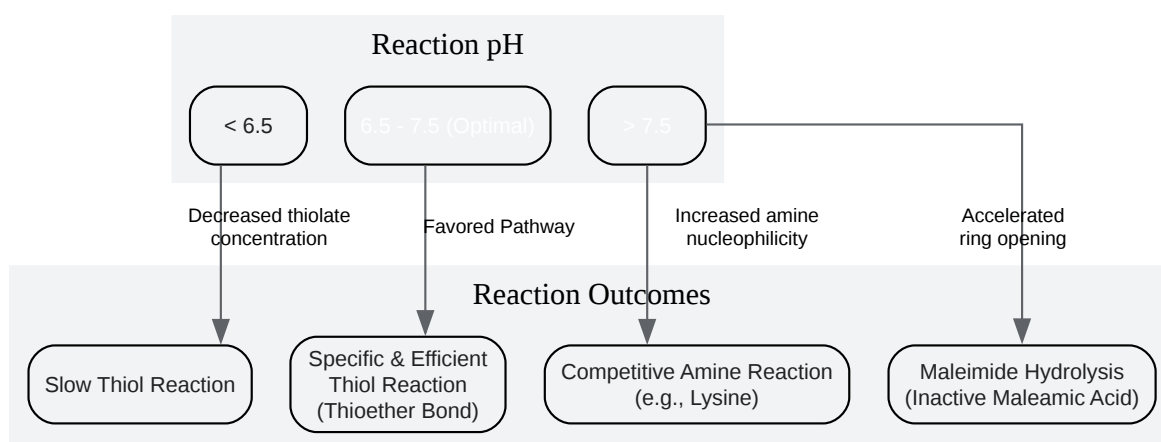 Reaction pH
< 6.5
6.5 - 7.5 (Optimal)
> 7.5
Decreased thiolate
concentration
Favored Pathway
Increased amine
nucleophilicity
Accelerated
ring opening
Reaction Outcomes
Slow Thiol Reaction
Specific & Efficient
Thiol Reaction
(Thioether Bond)
Competitive Amine Reaction
(e.g., Lysine)
Maleimide Hydrolysis
(Inactive Maleamic Acid)